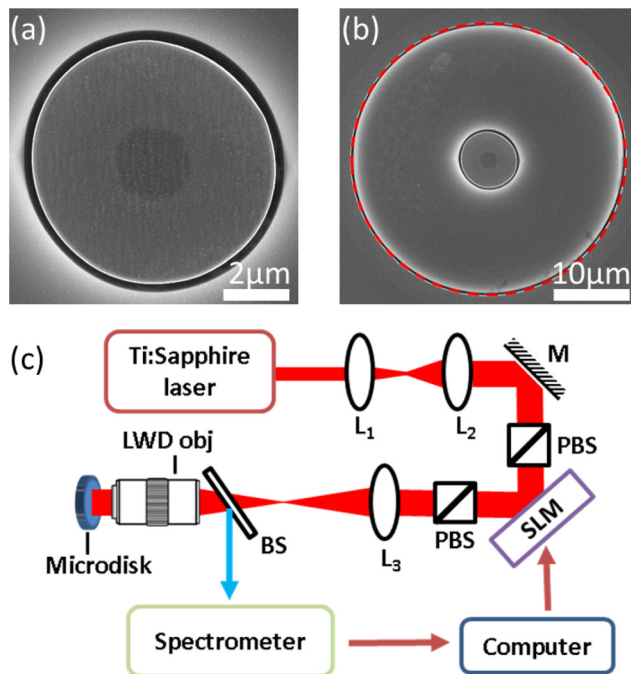 (a)
(b)
2μm
10μm
(c)
Ti:Sapphire
laser
M
L1
L2
LWD obj
PBS
BS
L3
PBS
SLM
Microdisk
Spectrometer
Computer